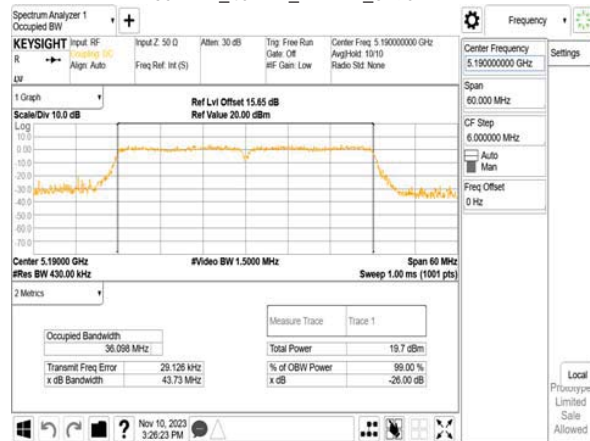 Spectrum Analyzer 1
Occupied BW
+
Frequency
KEYSIGHT
Input: RF
Coupling: DC
Align: Auto
Input Z: 50 Ω
Freq Ref: Int (S)
Atten: 30 dB
Trig: Free Run
Gate: Off
#IF Gain: Low
Center Freq: 5.190000000 GHz
Avg|Hold: 10/10
Radio Std: None
R
Center Frequency
5.190000000 GHz
Settings
Span
60.000 MHz
CF Step
6.000000 MHz
Auto
Man
Freq Offset
0 Hz
1 Graph
Scale/Div 10.0 dB
Ref Lvl Offset 15.65 dB
Ref Value 20.00 dBm
Log
10.0
0.00
-10.0
-20.0
-30.0
-40.0
-50.0
-60.0
-70.0
Center 5.19000 GHz
#Res BW 430.00 kHz
#Video BW 1.5000 MHz
Span 60 MHz
Sweep 1.00 ms (1001 pts)
2 Metrics
Measure Trace
Trace 1
Occupied Bandwidth
36.098 MHz
Total Power
19.7 dBm
Transmit Freq Error
29.126 kHz
% of OBW Power
99.00 %
x dB Bandwidth
43.73 MHz
x dB
-26.00 dB
Local
Prototype
Limited
Sale
Allowed
?
Nov 10, 2023
3:26:23 PM